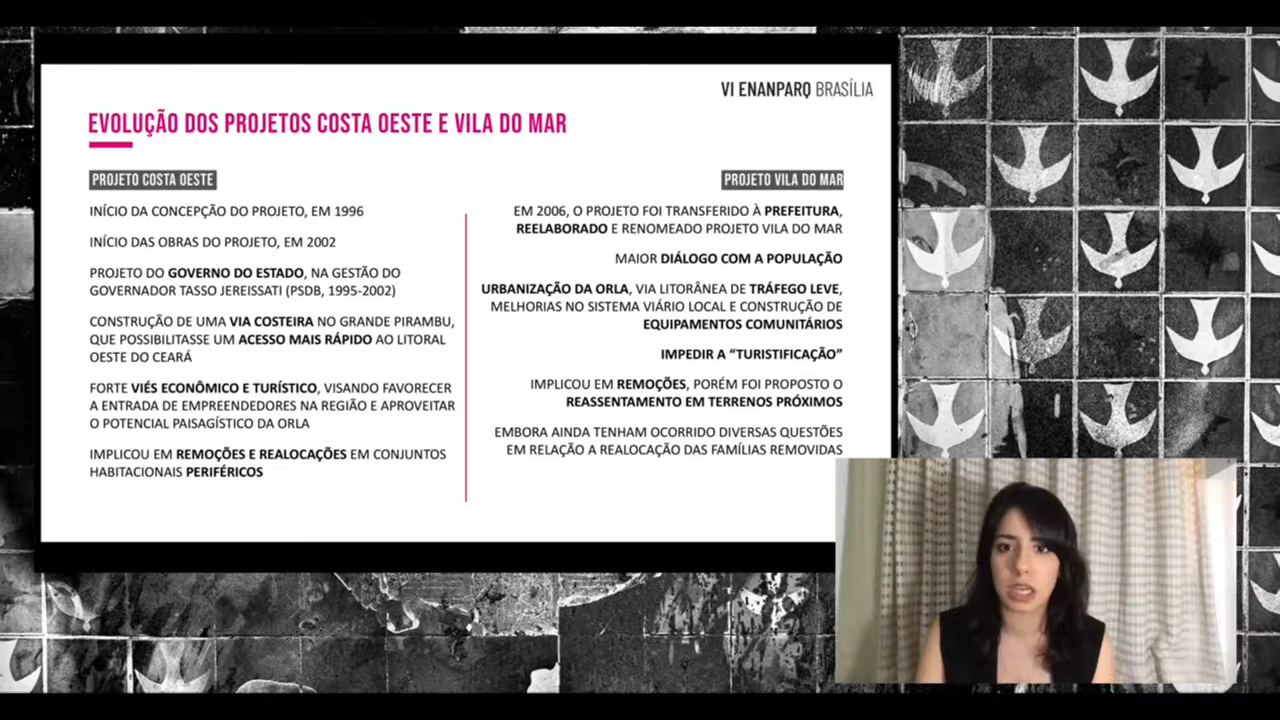 VI ENANPARQ BRASÍLIA
EVOLUÇÃO DOS PROJETOS COSTA OESTE E VILA DO MAR
PROJETO COSTA OESTE
INÍCIO DA CONCEPÇÃO DO PROJETO, EM 1996
INÍCIO DAS OBRAS DO PROJETO, EM 2002
PROJETO DO GOVERNO DO ESTADO, NA GESTÃO DO
GOVERNADOR TASSO JEREISSATI (PSDB, 1995-2002)
CONSTRUÇÃO DE UMA VIA COSTEIRA NO GRANDE PIRAMBU,
QUE POSSIBILITASSE UM ACESSO MAIS RÁPIDO AO LITORAL
OESTE DO CEARÁ
FORTE VIÉS ECONÔMICO E TURÍSTICO, VISANDO FAVORECER
A ENTRADA DE EMPREENDEDORES NA REGIÃO E APROVEITAR
O POTENCIAL PAISAGÍSTICO DA ORLA
IMPLICOU EM REMOÇÕES E REALOCAÇÕES EM CONJUNTOS
HABITACIONAIS PERIFÉRICOS
PROJETO VILA DO MAR
EM 2006, O PROJETO FOI TRANSFERIDO À PREFEITURA,
REELABORADO E RENOMEADO PROJETO VILA DO MAR
MAIOR DIÁLOGO COM A POPULAÇÃO
URBANIZAÇÃO DA ORLA, VIA LITORÂNEA DE TRÁFEGO LEVE,
MELHORIAS NO SISTEMA VIÁRIO LOCAL E CONSTRUÇÃO DE
EQUIPAMENTOS COMUNITÁRIOS
IMPEDIR A “TURISTIFICAÇÃO”
IMPLICOU EM REMOÇÕES, PORÉM FOI PROPOSTO O
REASSENTAMENTO EM TERRENOS PRÓXIMOS
EMBORA AINDA TENHAM OCORRIDO DIVERSAS QUESTÕES
EM RELAÇÃO A REALOCAÇÃO DAS FAMÍLIAS REMOVIDAS